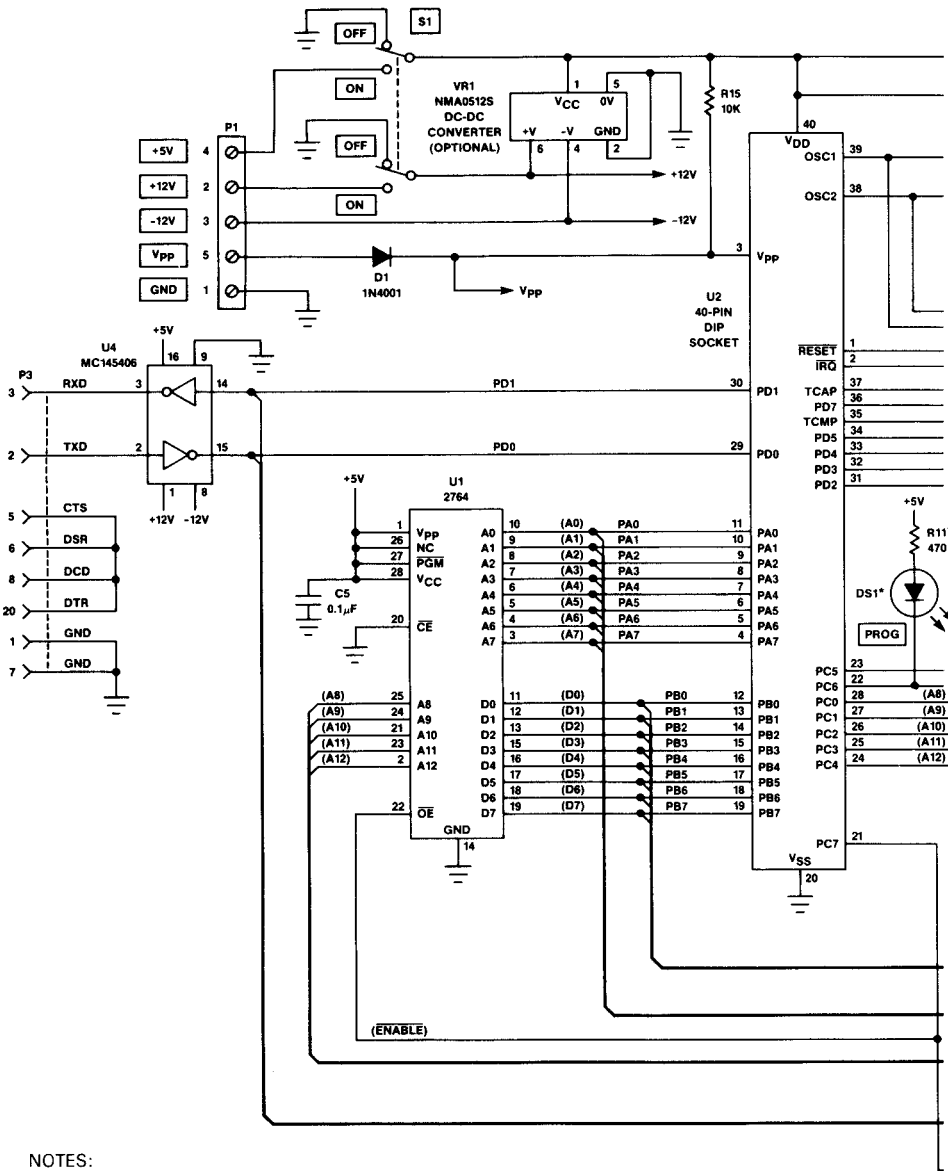 S1
OFF
ON
VR1
NMA0512S
DC-DC
CONVERTER
(OPTIONAL)
1
5
VCC
0V
+V
-V
GND
6
4
2
R15
10K
P1
+5V 4
+12V 2
-12V 3
Vpp 5
GND 1
OFF
ON
+12V
-12V
D1
1N4001
Vpp
40
VDD
OSC1 39
OSC2 38
3 Vpp
U2
40-PIN
DIP
SOCKET
RESET 1
IRQ 2
TCAP 37
PD7 36
TCMP 35
PD5 34
PD4 33
PD3 32
PD2 31
+5V
U4
MC145406
16
9
P3
3 RXD 3
14 PD1 30 PD1
2 TXD 2
15 PD0 29 PD0
1
8
+12V -12V
5 CTS
6 DSR
8 DCD
20 DTR
1 GND
7 GND
+5V
U1
2764
1 Vpp
26 NC
27 PGM
28 VCC
C5
0.1µF
20 CE
A0 10 (A0) PA0 11 PA0
A1 9 (A1) PA1 10 PA1
A2 8 (A2) PA2 9 PA2
A3 7 (A3) PA3 8 PA3
A4 6 (A4) PA4 7 PA4
A5 5 (A5) PA5 6 PA5
A6 4 (A6) PA6 5 PA6
A7 3 (A7) PA7 4 PA7
+5V
R11
470
DS1*
PROG
(A8) 25 A8
(A9) 24 A9
(A10) 21 A10
(A11) 23 A11
(A12) 2 A12
22 OE
D0 11 (D0) PB0 12 PB0
D1 12 (D1) PB1 13 PB1
D2 13 (D2) PB2 14 PB2
D3 15 (D3) PB3 15 PB3
D4 16 (D4) PB4 16 PB4
D5 17 (D5) PB5 17 PB5
D6 18 (D6) PB6 18 PB6
D7 19 (D7) PB7 19 PB7
GND
14
PC5 23
PC6 22
PC0 28 (A8)
PC1 27 (A9)
PC2 26 (A10)
PC3 25 (A11)
PC4 24 (A12)
PC7 21
VSS
20
(ENABLE)
NOTES: